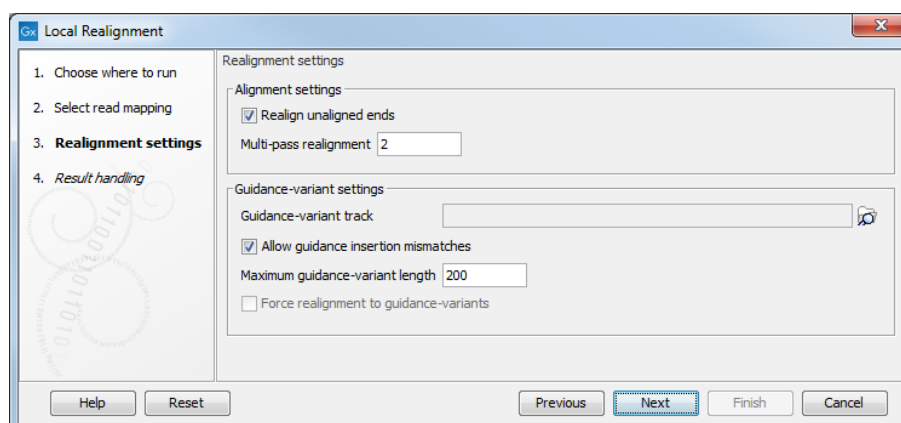 Gx Local Realignment
1. Choose where to run
2. Select read mapping
3. Realignment settings
4. Result handling
Realignment settings
Alignment settings
Realign unaligned ends
Multi-pass realignment 2
Guidance-variant settings
Guidance-variant track
Allow guidance insertion mismatches
Maximum guidance-variant length 200
Force realignment to guidance-variants
Help Reset Previous Next Finish Cancel